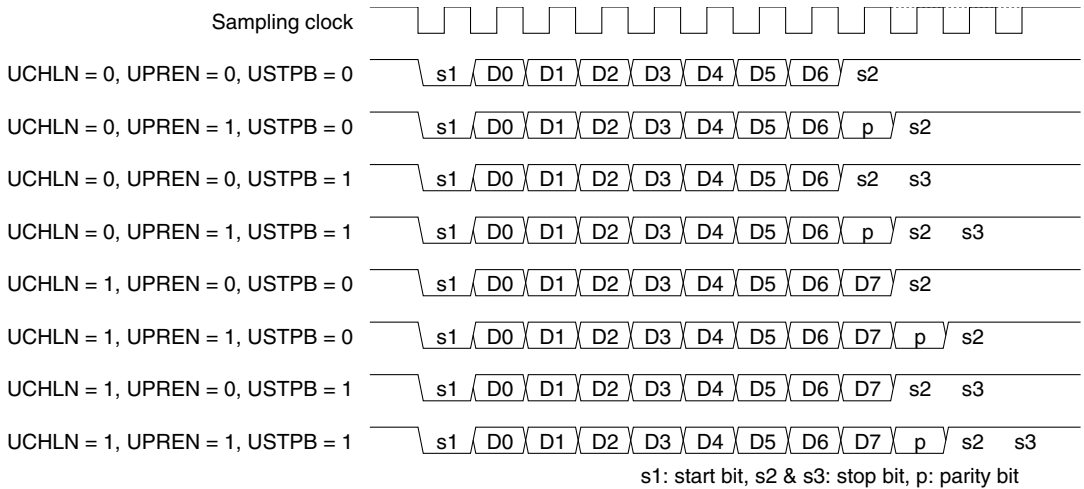 Sampling clock
UCHLN = 0, UPREN = 0, USTPB = 0 s1 D0 D1 D2 D3 D4 D5 D6 s2
UCHLN = 0, UPREN = 1, USTPB = 0 s1 D0 D1 D2 D3 D4 D5 D6 p s2
UCHLN = 0, UPREN = 0, USTPB = 1 s1 D0 D1 D2 D3 D4 D5 D6 s2 s3
UCHLN = 0, UPREN = 1, USTPB = 1 s1 D0 D1 D2 D3 D4 D5 D6 p s2 s3
UCHLN = 1, UPREN = 0, USTPB = 0 s1 D0 D1 D2 D3 D4 D5 D6 D7 s2
UCHLN = 1, UPREN = 1, USTPB = 0 s1 D0 D1 D2 D3 D4 D5 D6 D7 p s2
UCHLN = 1, UPREN = 0, USTPB = 1 s1 D0 D1 D2 D3 D4 D5 D6 D7 s2 s3
UCHLN = 1, UPREN = 1, USTPB = 1 s1 D0 D1 D2 D3 D4 D5 D6 D7 p s2 s3
s1: start bit, s2 & s3: stop bit, p: parity bit